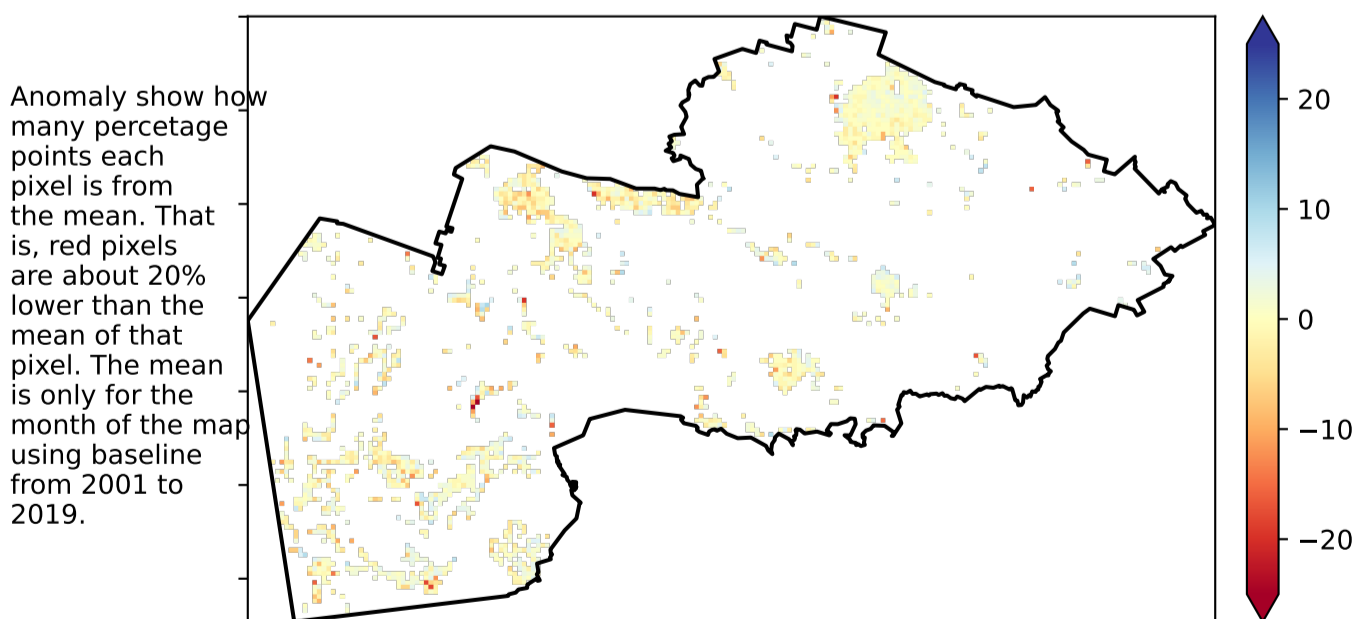 Anomaly show how
many percetage
points each
pixel is from
the mean. That
is, red pixels
are about 20%
lower than the
mean of that
pixel. The mean
is only for the
month of the map
using baseline
from 2001 to
2019.
20
10
0
−10
−20